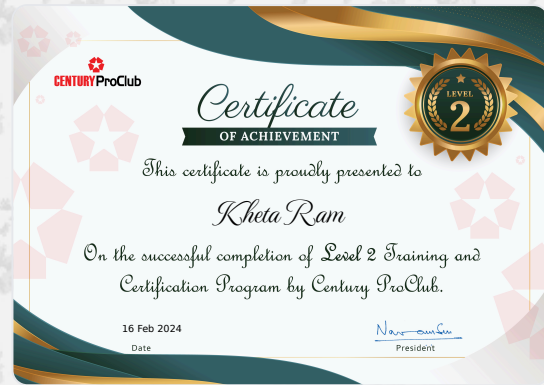 CENTURY ProClub
LEVEL
2
Certificate
OF ACHIEVEMENT
This certificate is proudly presented to
Kheta Ram
On the successful completion of Level 2 Training and
Certification Program by Century ProClub.
16 Feb 2024
Date
President